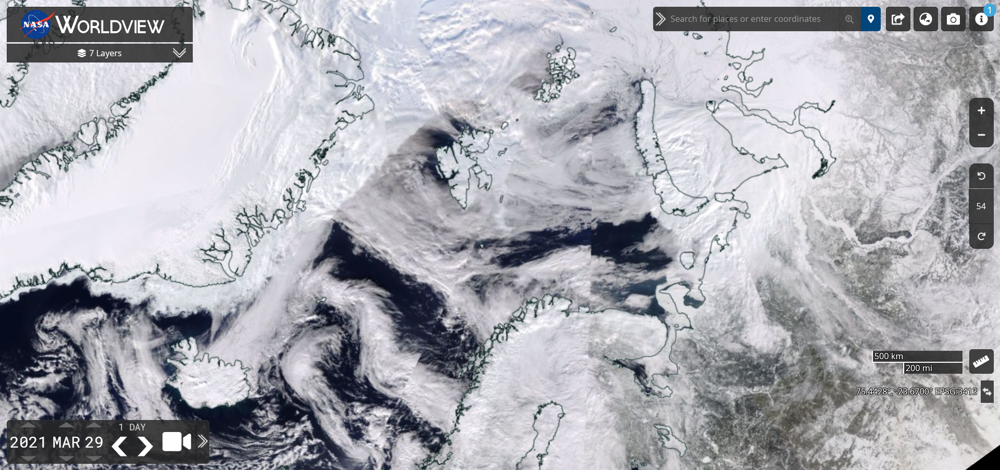 NASA WORLDVIEW
7 Layers
Search for places or enter coordinates
1
54
500 km
200 mi
75.4428°, -23.6700° EPSG:3413
1 DAY
2021 MAR 29